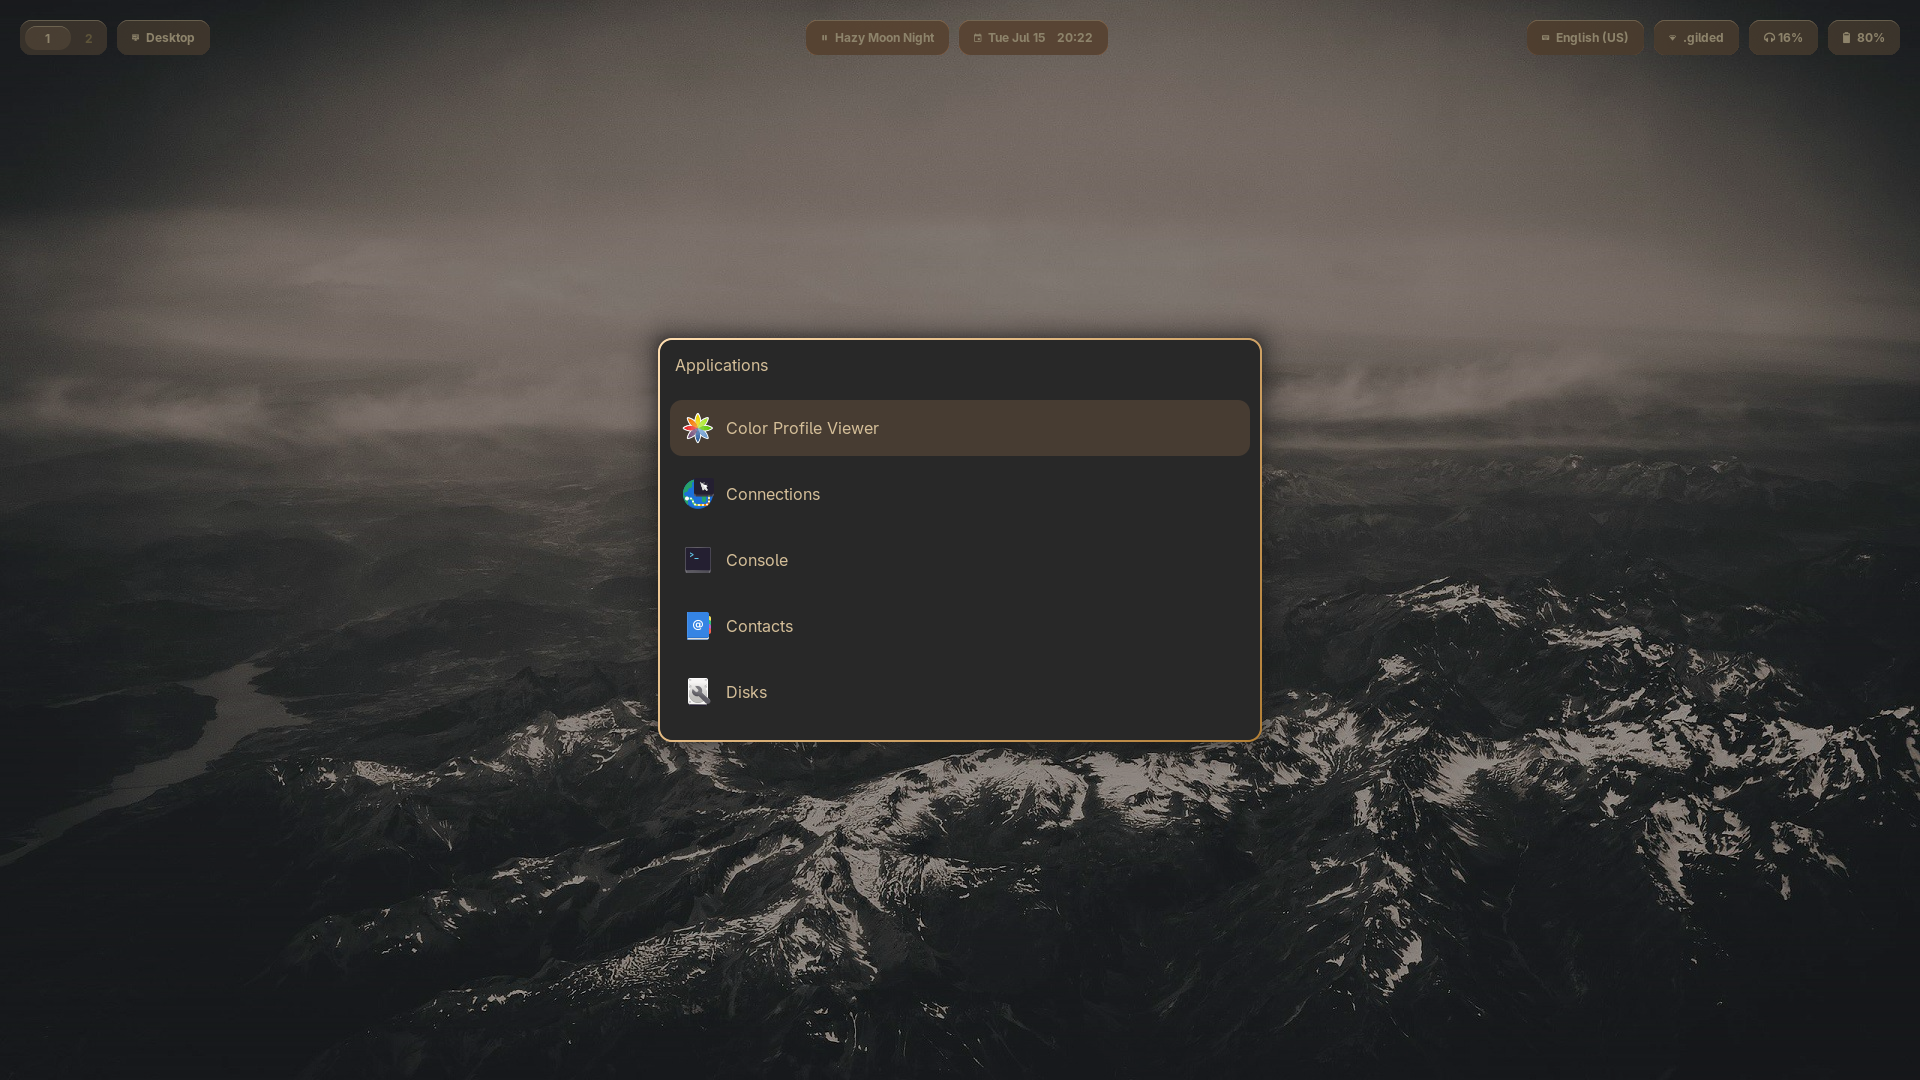 1 2 Desktop Hazy Moon Night Tue Jul 15 20:22 English (US) .gilded 16% 80%
Applications
Color Profile Viewer
Connections
>_ Console
@ Contacts
Disks